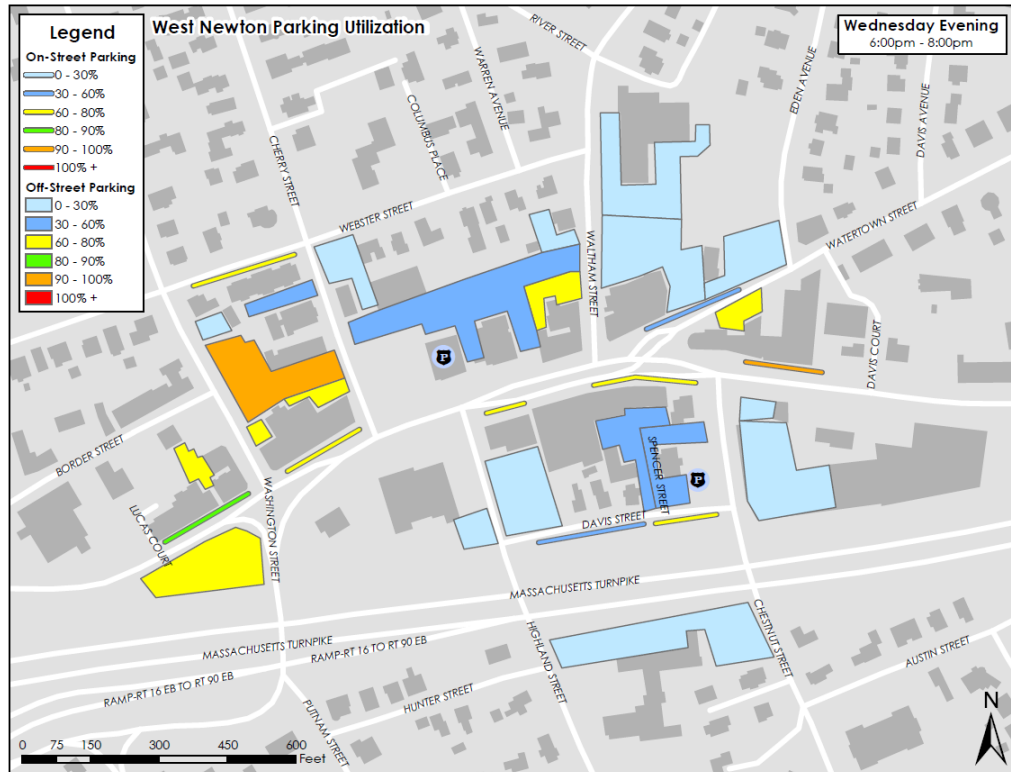 Legend
On-Street Parking
0 - 30%
30 - 60%
60 - 80%
80 - 90%
90 - 100%
100% +
Off-Street Parking
0 - 30%
30 - 60%
60 - 80%
80 - 90%
90 - 100%
100% +
West Newton Parking Utilization
Wednesday Evening
6:00pm - 8:00pm
RIVER STREET
WARREN AVENUE
COLUMBUS PLACE
CHERRY STREET
WEBSTER STREET
WALTHAM STREET
EDEN AVENUE
DAVIS AVENUE
WATERTOWN STREET
DAVIS COURT
P
BORDER STREET
LUCAS COURT
WASHINGTON STREET
SPENCER STREET
P
DAVIS STREET
MASSACHUSETTS TURNPIKE
MASSACHUSETTS TURNPIKE
RAMP-RT 16 TO RT 90 EB
RAMP-RT 16 EB TO RT 90 EB
HIGHLAND STREET
CHESTNUT STREET
AUSTIN STREET
HUNTER STREET
PUTNAM STREET
N
0 75 150 300 450 600
Feet